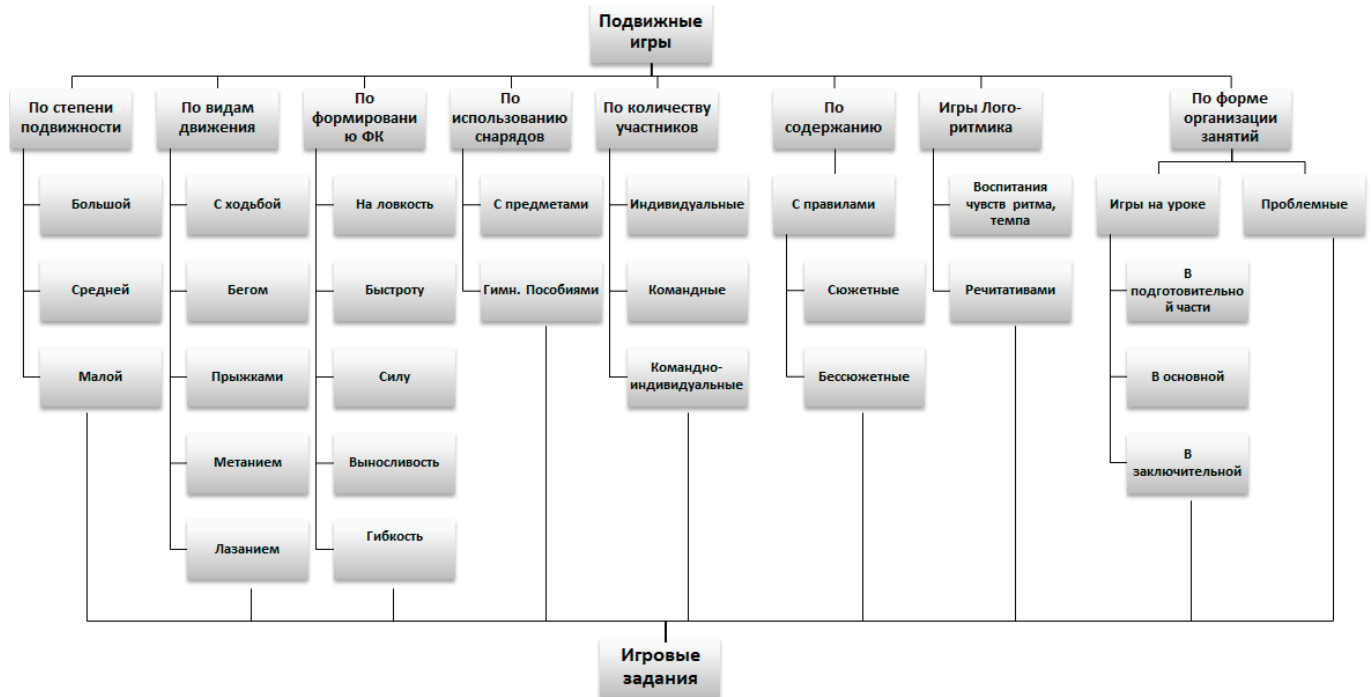 Подвижные
игры
По степени
подвижности
По видам
движения
По
формировани
ю ФК
По
использованию
снарядов
По количеству
участников
По
содержанию
Игры Лого-
ритмика
По форме
организации
занятий
Большой
Средней
Малой
С ходьбой
Бегом
Прыжками
Метанием
Лазанием
На ловкость
Быстроту
Силу
Выносливость
Гибкость
С предметами
Гимн. Пособиями
Индивидуальные
Командные
Командно-
индивидуальные
С правилами
Сюжетные
Бессюжетные
Воспитания
чувств ритма,
темпа
Речитативами
Игры на уроке
В
подготовительно
й части
В основной
В
заключительной
Проблемные
Игровые
задания